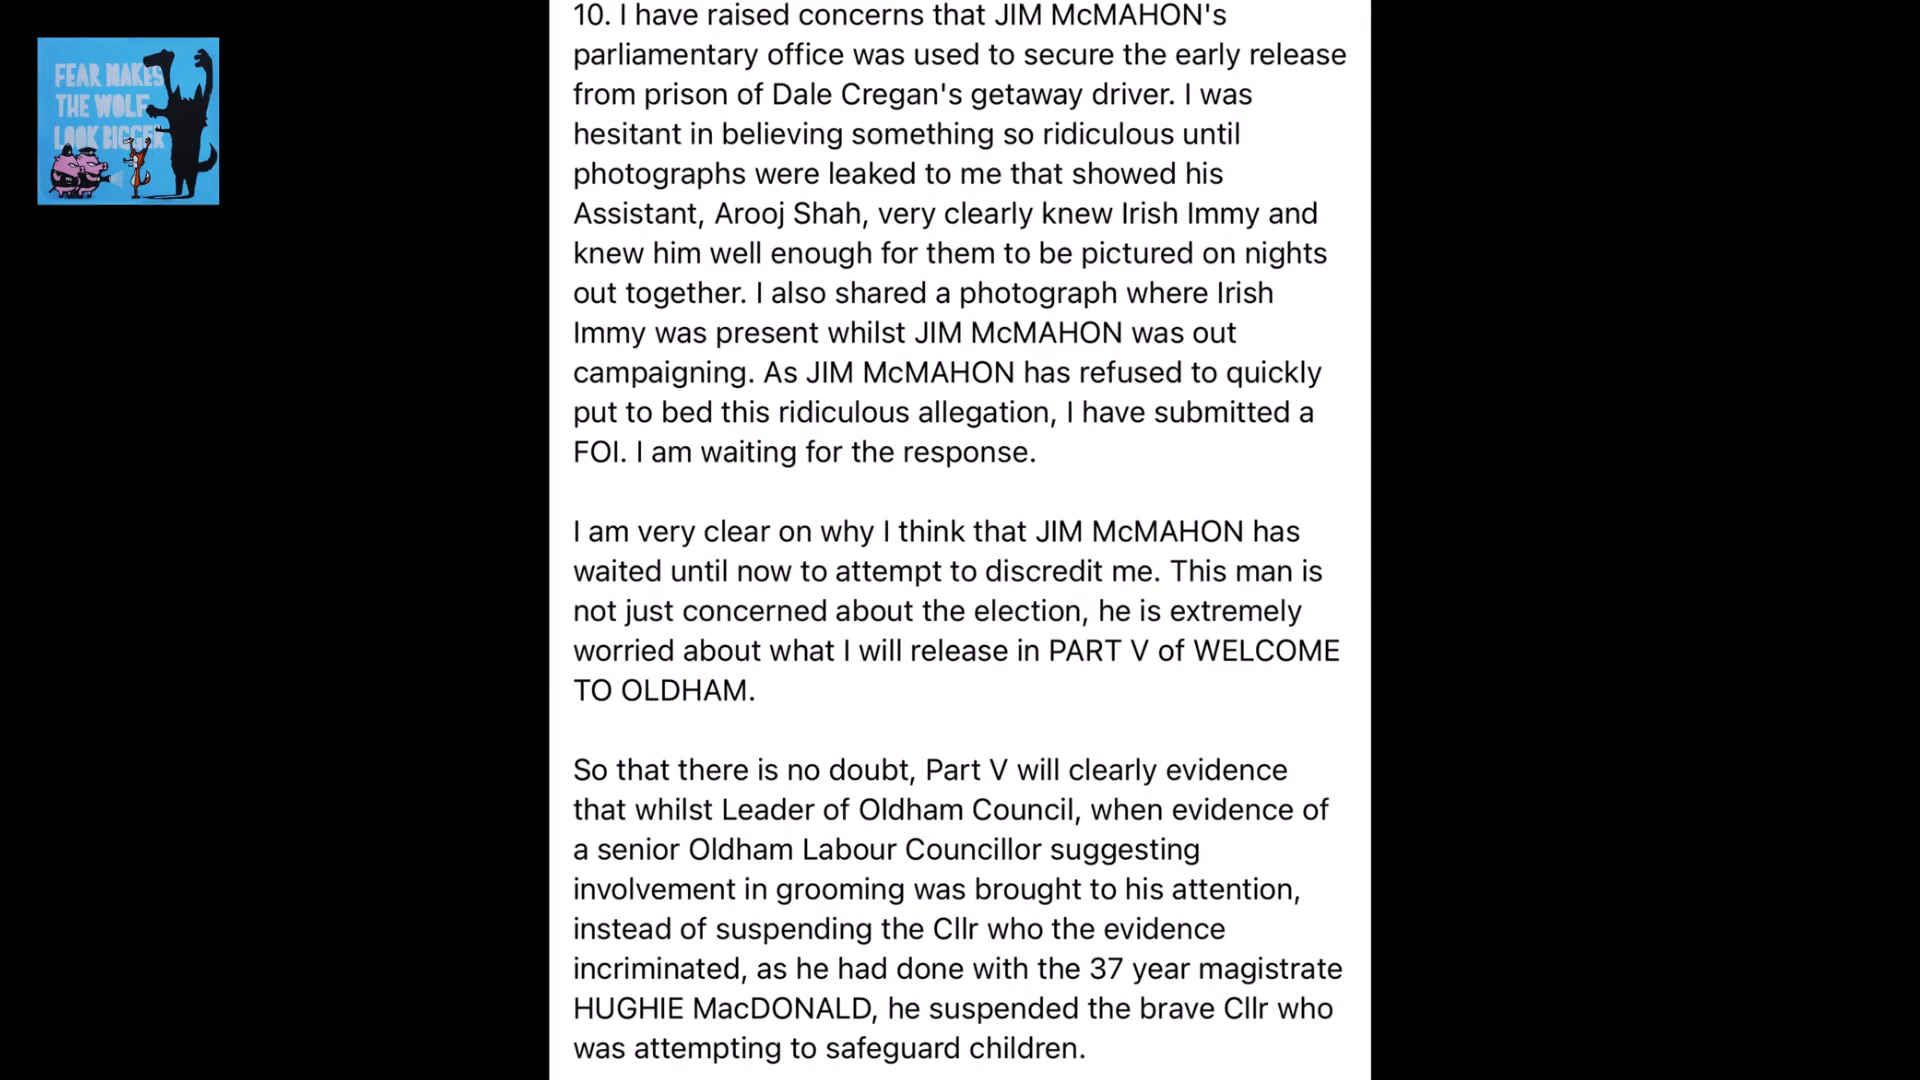 FEAR MAKES
THE WOLF
LOOK BIGGER
10. I have raised concerns that JIM McMAHON's
parliamentary office was used to secure the early release
from prison of Dale Cregan's getaway driver. I was
hesitant in believing something so ridiculous until
photographs were leaked to me that showed his
Assistant, Arooj Shah, very clearly knew Irish Immy and
knew him well enough for them to be pictured on nights
out together. I also shared a photograph where Irish
Immy was present whilst JIM McMAHON was out
campaigning. As JIM McMAHON has refused to quickly
put to bed this ridiculous allegation, I have submitted a
FOI. I am waiting for the response.
I am very clear on why I think that JIM McMAHON has
waited until now to attempt to discredit me. This man is
not just concerned about the election, he is extremely
worried about what I will release in PART V of WELCOME
TO OLDHAM.
So that there is no doubt, Part V will clearly evidence
that whilst Leader of Oldham Council, when evidence of
a senior Oldham Labour Councillor suggesting
involvement in grooming was brought to his attention,
instead of suspending the Cllr who the evidence
incriminated, as he had done with the 37 year magistrate
HUGHIE MacDONALD, he suspended the brave Cllr who
was attempting to safeguard children.